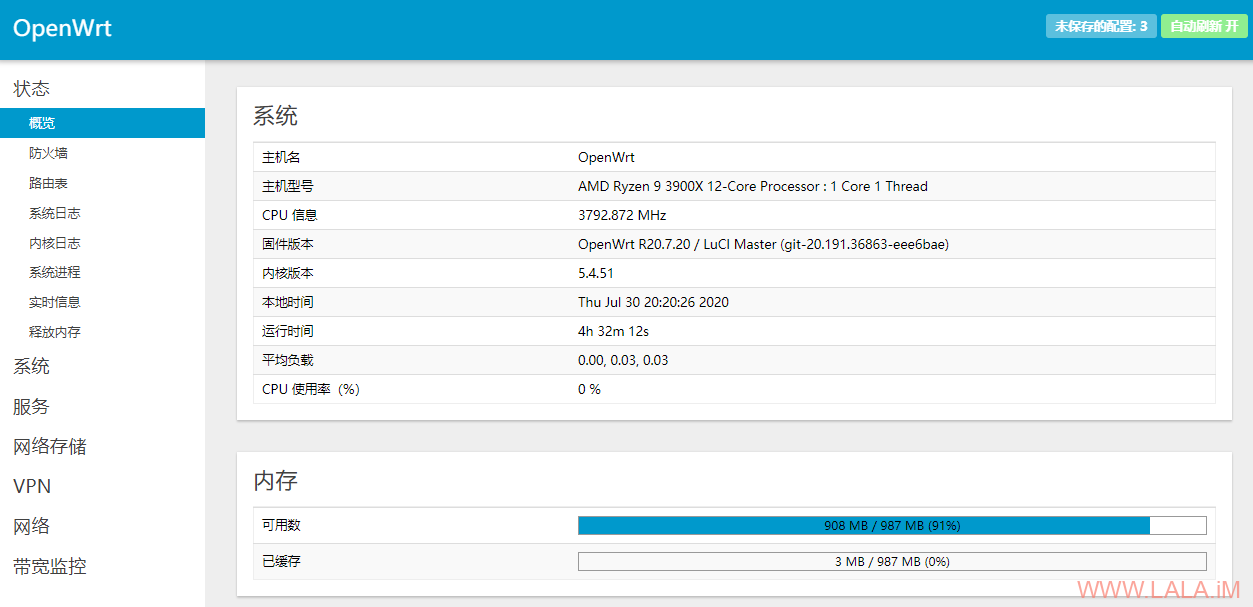 OpenWrt
未保存的配置: 3
自动刷新 开
状态
概览
防火墙
路由表
系统日志
内核日志
系统进程
实时信息
释放内存
系统
服务
网络存储
VPN
网络
带宽监控
系统
主机名 OpenWrt
主机型号 AMD Ryzen 9 3900X 12-Core Processor : 1 Core 1 Thread
CPU 信息 3792.872 MHz
固件版本 OpenWrt R20.7.20 / LuCI Master (git-20.191.36863-eee6bae)
内核版本 5.4.51
本地时间 Thu Jul 30 20:20:26 2020
运行时间 4h 32m 12s
平均负载 0.00, 0.03, 0.03
CPU 使用率（%） 0 %
内存
可用数 908 MB / 987 MB (91%)
已缓存 3 MB / 987 MB (0%)
WWW.LALA.iM